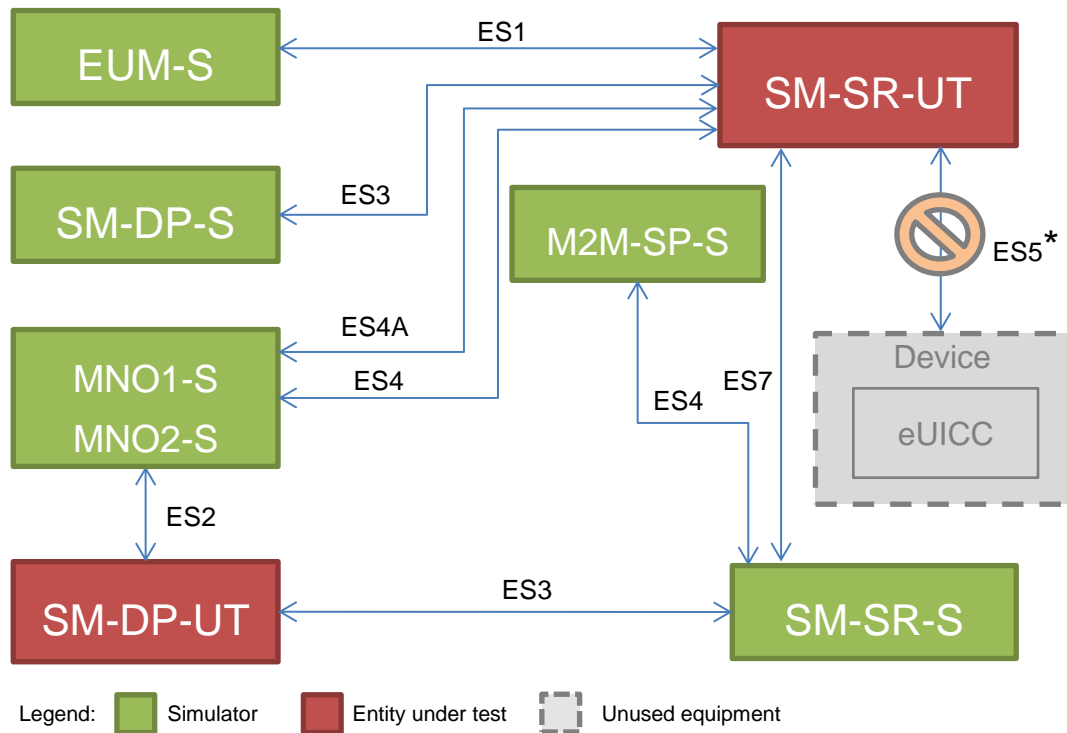 EUM-S
ES1
SM-SR-UT
SM-DP-S
ES3
M2M-SP-S
ES5*
MNO1-S
MNO2-S
ES4A
ES4
ES4
ES7
Device
eUICC
ES2
SM-DP-UT
ES3
SM-SR-S
Legend:
Simulator
Entity under test
Unused equipment